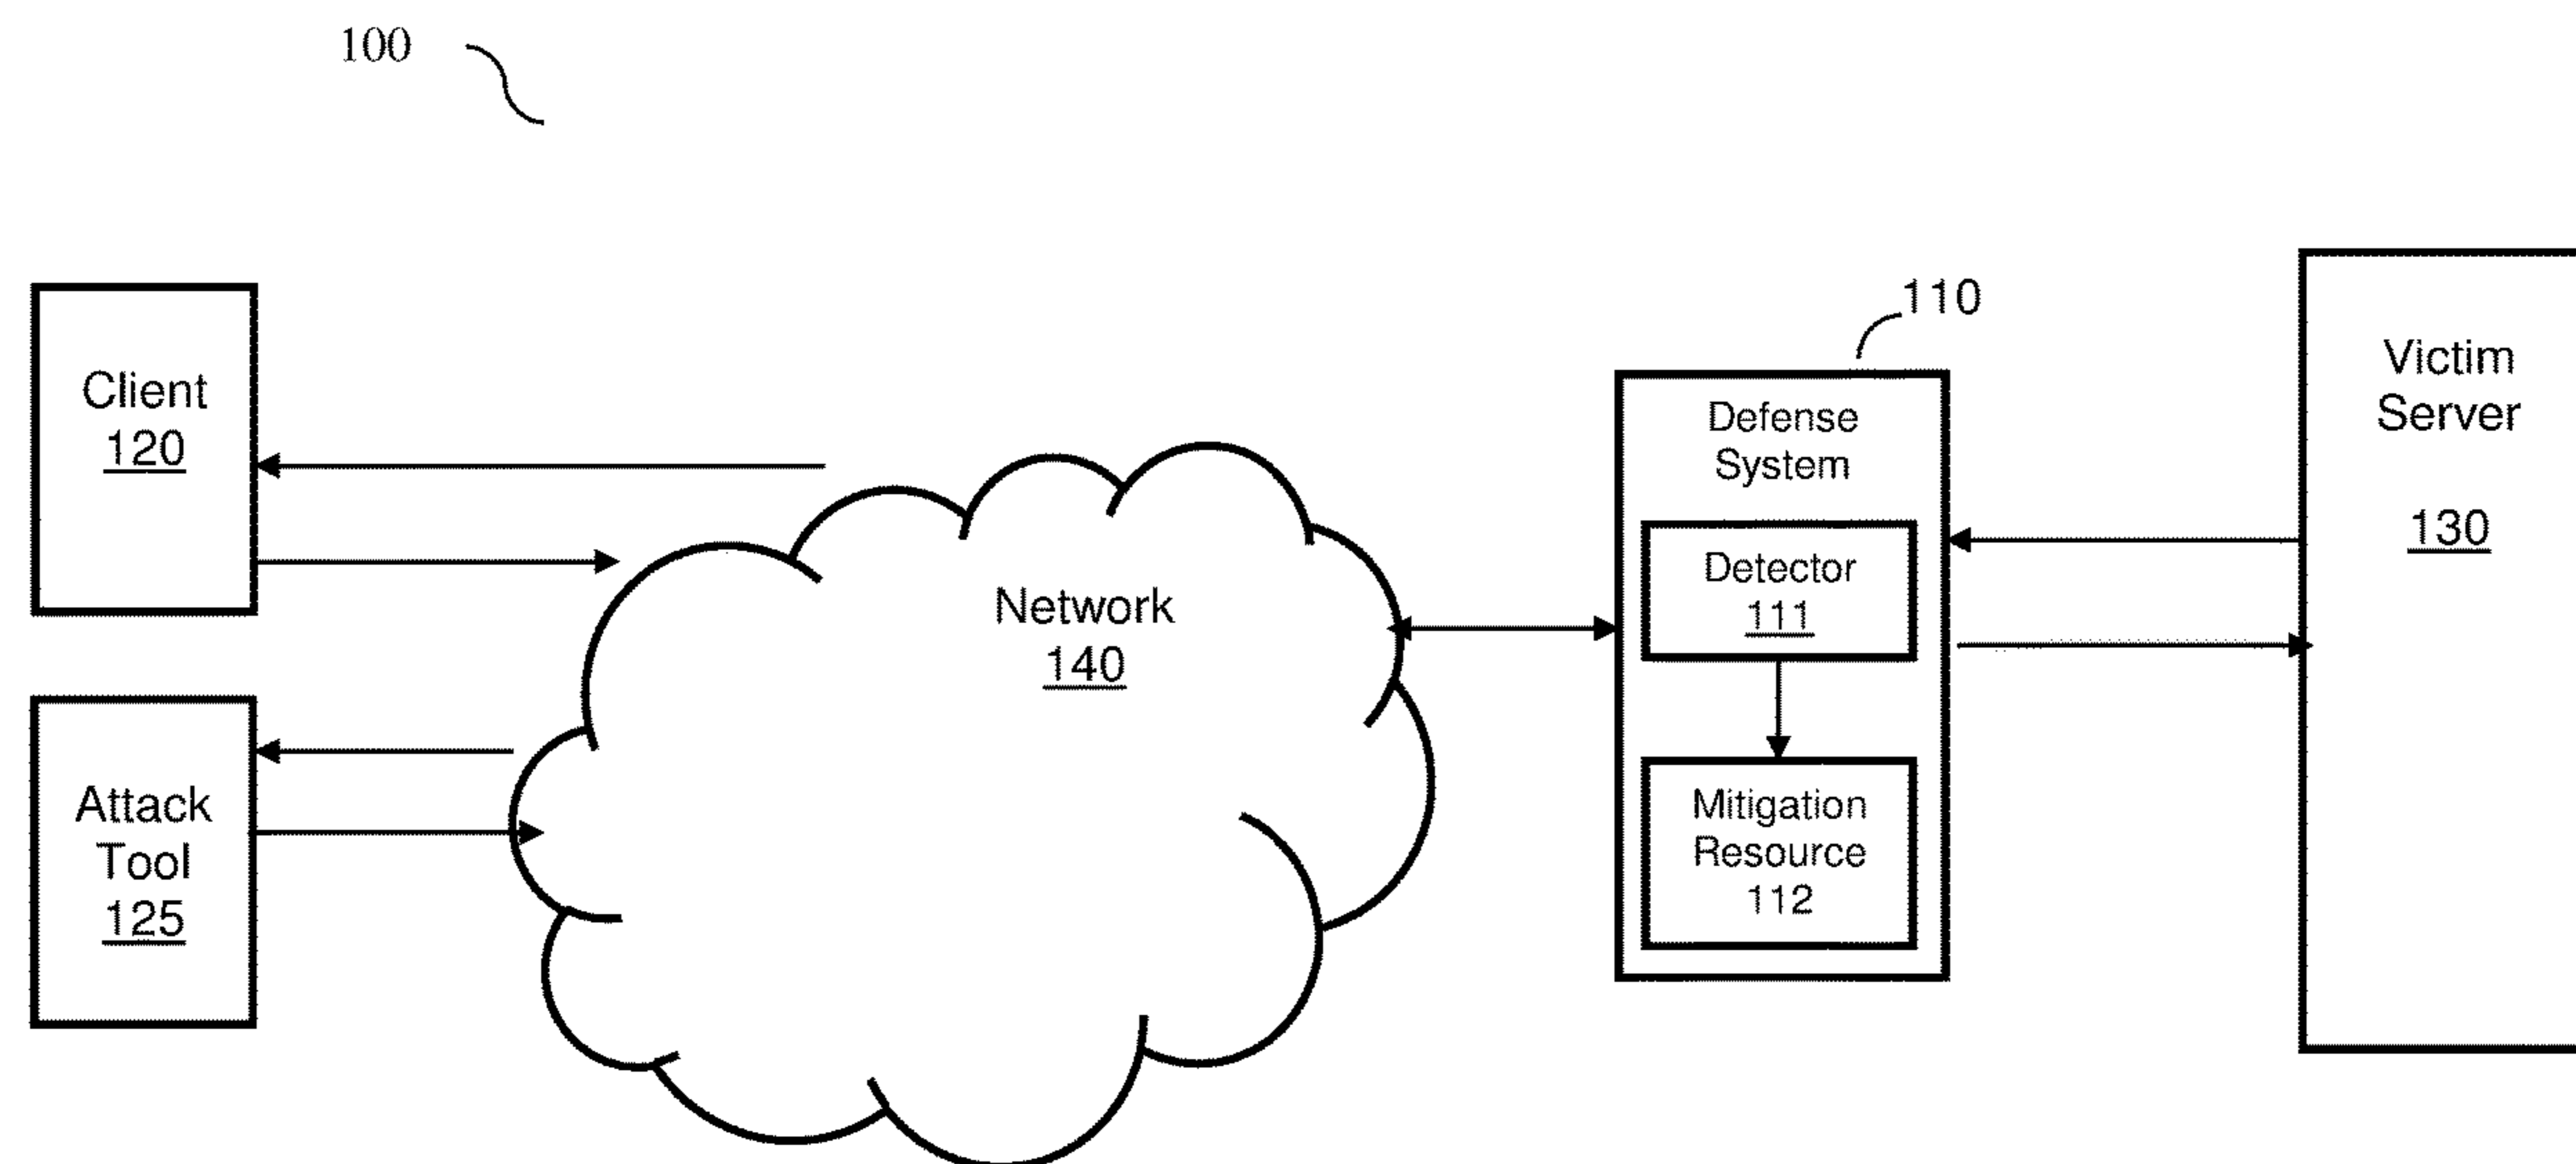 100
Client
120
Attack
Tool
125
Network
140
110
Defense
System
Detector
111
Mitigation
Resource
112
Victim
Server
130